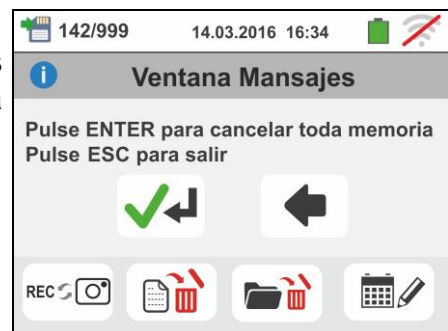 142/999 14.03.2016 16:34
i Ventana Mansajes
Pulse ENTER para cancelar toda memoria
Pulse ESC para salir
REC